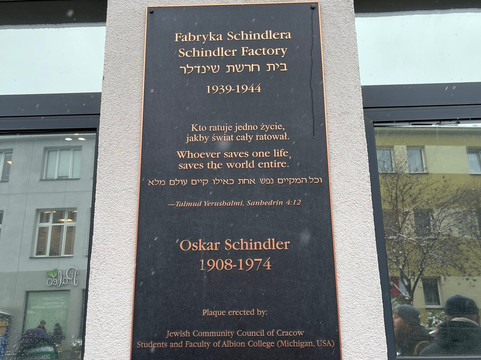 Fabryka Schindlera
Schindler Factory
בית חרשת שינדלר
1939-1944
Kto ratuje jedno życie,
jakby świat cały ratował.
Whoever saves one life,
saves the world entire.
וכל המקיים נפש אחת כאילו קיים עולם מלא
—Talmud Yerushalmi, Sanhedrin 4:12
Oskar Schindler
1908-1974
Plaque erected by:
Jewish Community Council of Cracow
Students and Faculty of Albion College (Michigan, USA)